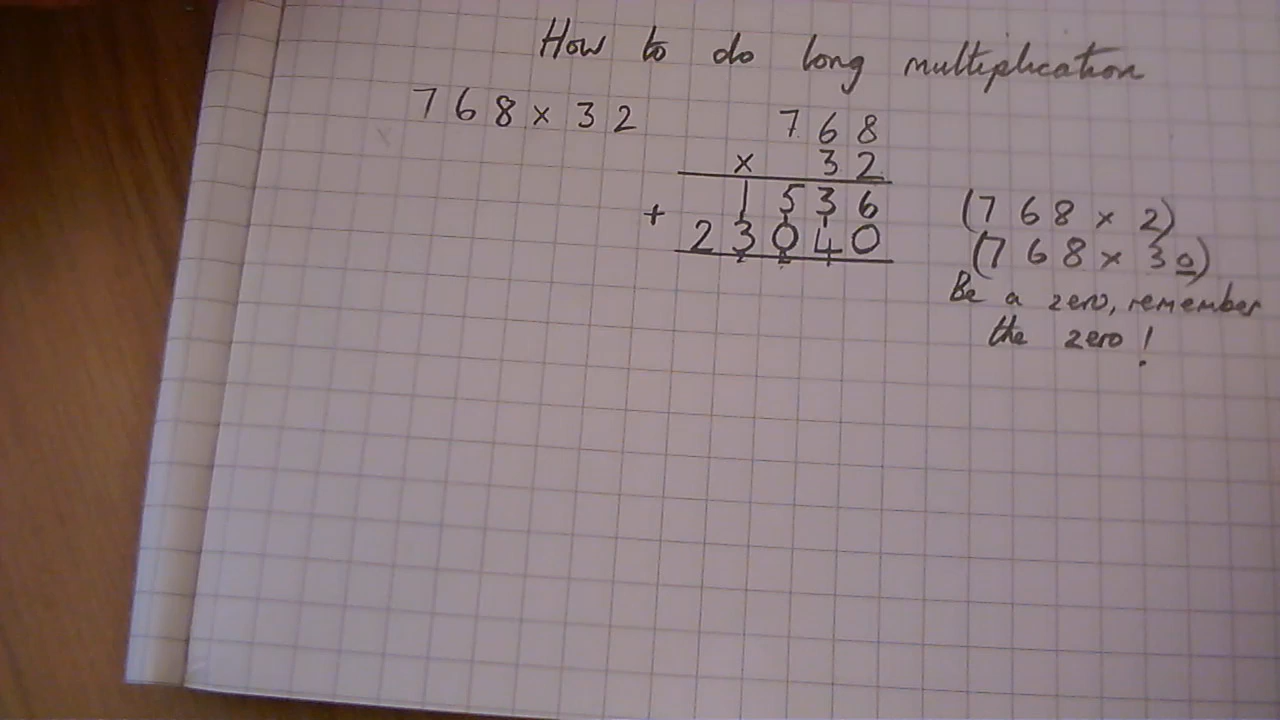 How to do long multiplication
768 x 32
768
x 32
1536 (768 x 2)
+ 23040 (768 x 30)
Be a zero, remember
the zero!